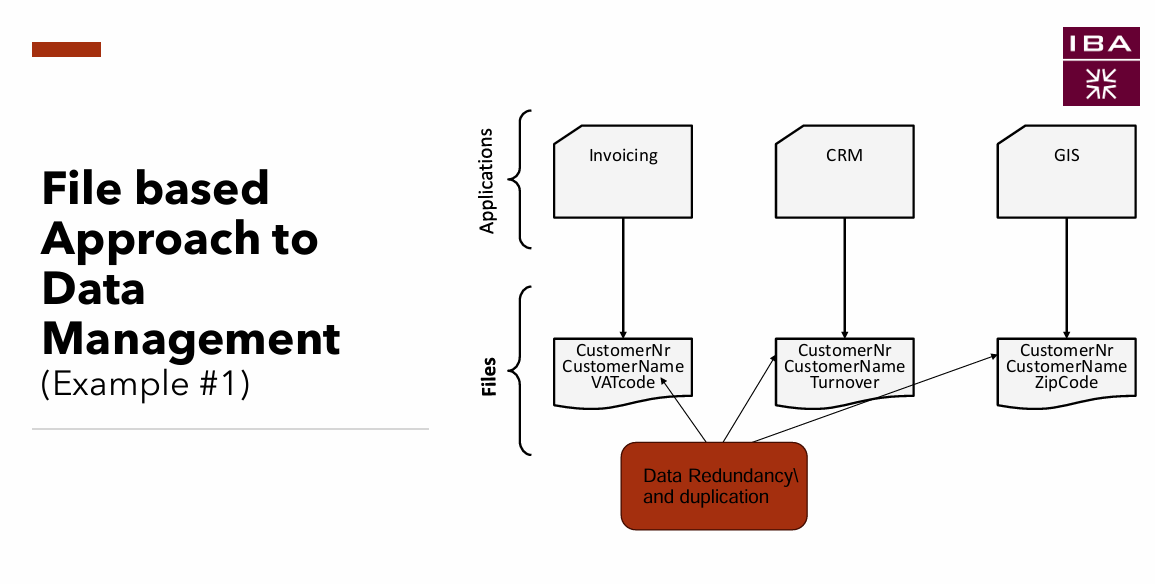 IBA
File based
Approach to
Data
Management
(Example #1)
Applications
Invoicing
CRM
GIS
Files
CustomerNr
CustomerName
VATcode
CustomerNr
CustomerName
Turnover
CustomerNr
CustomerName
ZipCode
Data Redundancy\
and duplication